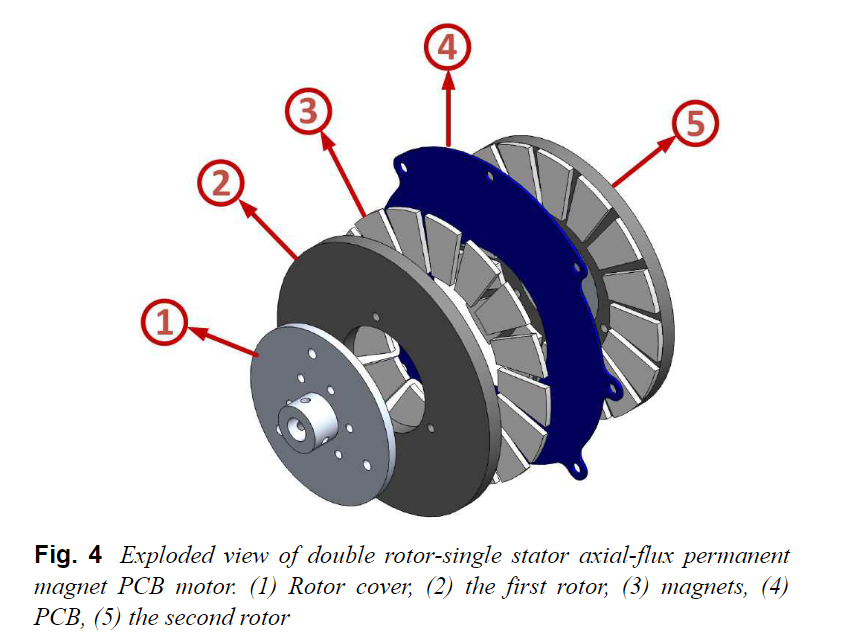 4
3
5
2
1
Fig. 4 Exploded view of double rotor-single stator axial-flux permanent
magnet PCB motor. (1) Rotor cover, (2) the first rotor, (3) magnets, (4)
PCB, (5) the second rotor